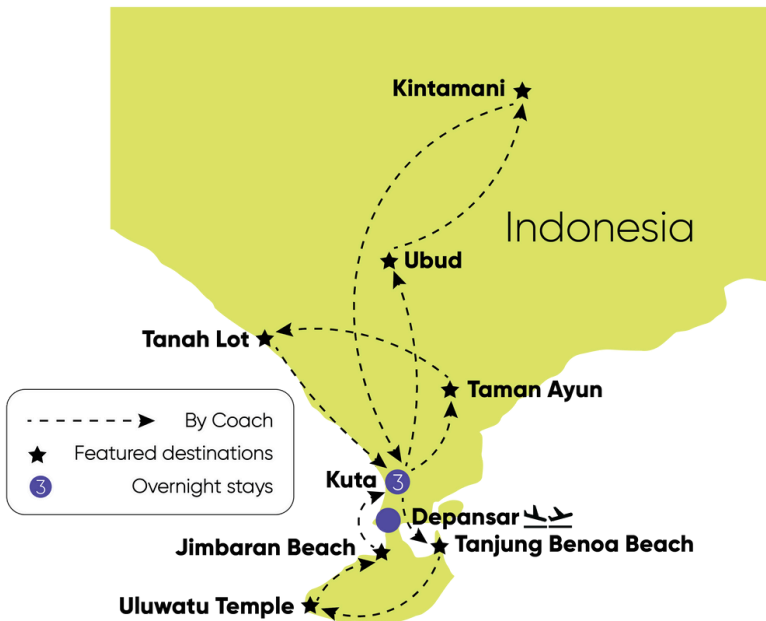 Kintamani
Indonesia
Ubud
Tanah Lot
Taman Ayun
By Coach
Featured destinations
3 Overnight stays
Kuta 3
Depansar
Jimbaran Beach
Tanjung Benoa Beach
Uluwatu Temple